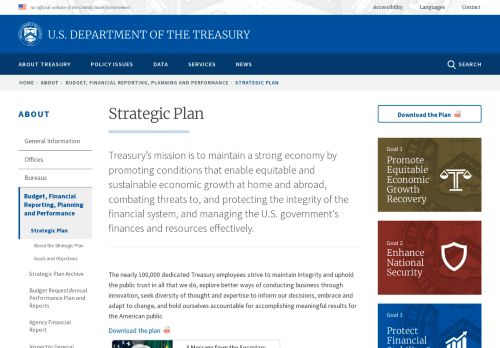 An official website of the United States Government
Accessibility
Languages
Contact
U.S. DEPARTMENT OF THE TREASURY
ABOUT TREASURY
POLICY ISSUES
DATA
SERVICES
NEWS
SEARCH
HOME › ABOUT › BUDGET, FINANCIAL REPORTING, PLANNING AND PERFORMANCE › STRATEGIC PLAN
ABOUT
General Information
Offices
Bureaus
Budget, Financial
Reporting, Planning
and Performance
Strategic Plan
About the Strategic Plan
Goals and Objectives
Strategic Plan Archive
Budget Request/Annual
Performance Plan and
Reports
Agency Financial
Report
Inspector General
Strategic Plan
Treasury's mission is to maintain a strong economy by
promoting conditions that enable equitable and
sustainable economic growth at home and abroad,
combating threats to, and protecting the integrity of the
financial system, and managing the U.S. government's
finances and resources effectively.
The nearly 100,000 dedicated Treasury employees strive to maintain integrity and uphold
the public trust in all that we do, explore better ways of conducting business through
innovation, seek diversity of thought and expertise to inform our decisions, embrace and
adapt to change, and hold ourselves accountable for accomplishing meaningful results for
the American public.
Download the plan
A Message from the Secretary
Download the Plan
Goal 1
Promote
Equitable
Economic
Growth
Recovery
Goal 2
Enhance
National
Security
Goal 3
Protect
Financial